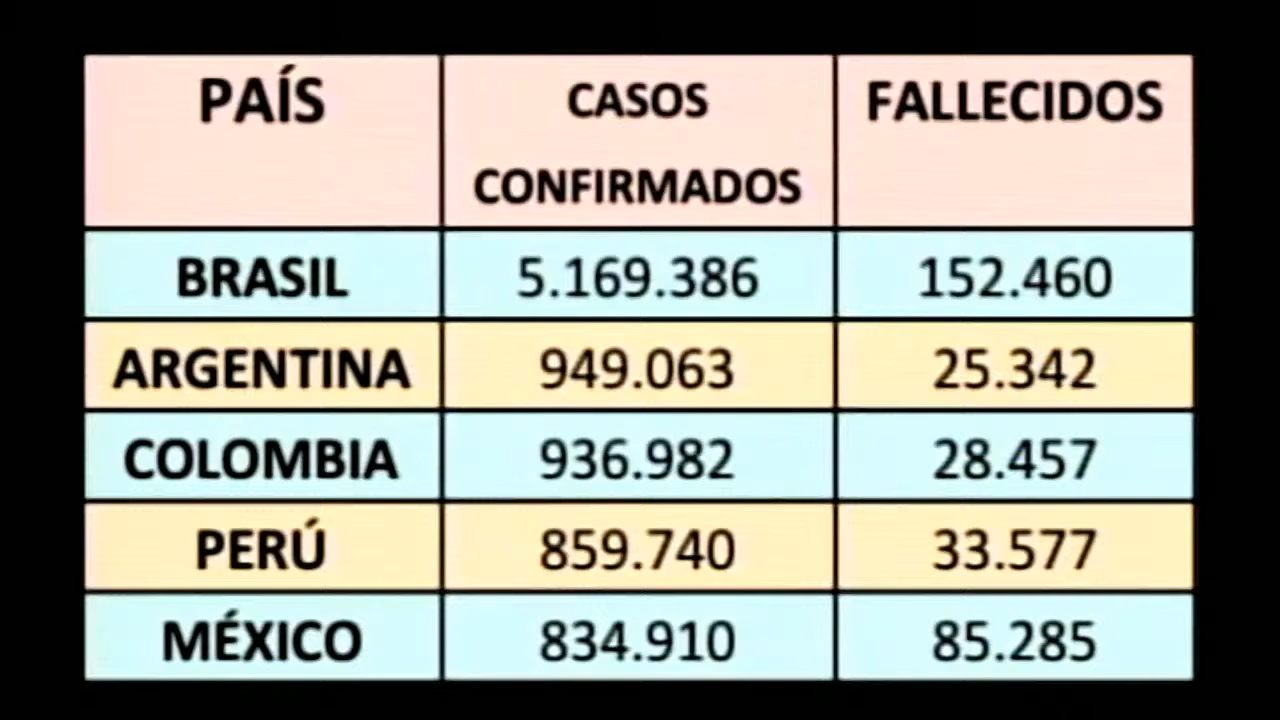 PAÍS CASOS CONFIRMADOS FALLECIDOS
BRASIL 5.169.386 152.460
ARGENTINA 949.063 25.342
COLOMBIA 936.982 28.457
PERÚ 859.740 33.577
MÉXICO 834.910 85.285